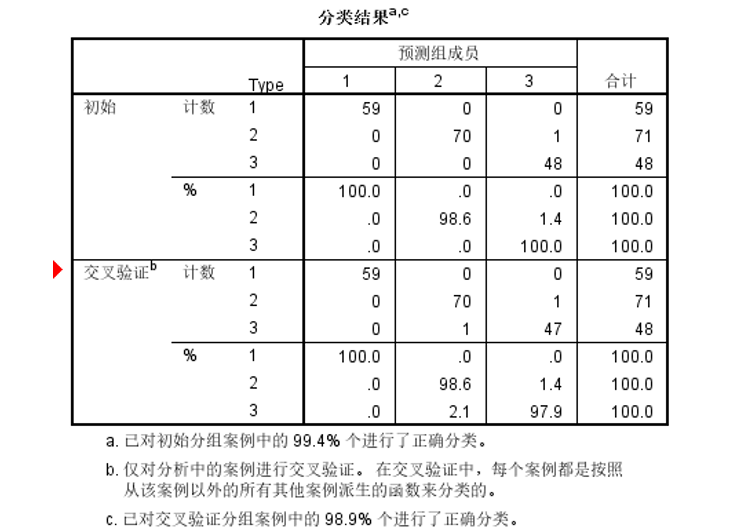 分类结果a,c
预测组成员
Type 1 2 3 合计
初始 计数 1 59 0 0 59
2 0 70 1 71
3 0 0 48 48
% 1 100.0 .0 .0 100.0
2 .0 98.6 1.4 100.0
3 .0 .0 100.0 100.0
交叉验证b 计数 1 59 0 0 59
2 0 70 1 71
3 0 1 47 48
% 1 100.0 .0 .0 100.0
2 .0 98.6 1.4 100.0
3 .0 2.1 97.9 100.0
a. 已对初始分组案例中的 99.4% 个进行了正确分类。
b. 仅对分析中的案例进行交叉验证。 在交叉验证中，每个案例都是按照
从该案例以外的所有其他案例派生的函数来分类的。
c. 已对交叉验证分组案例中的 98.9% 个进行了正确分类。